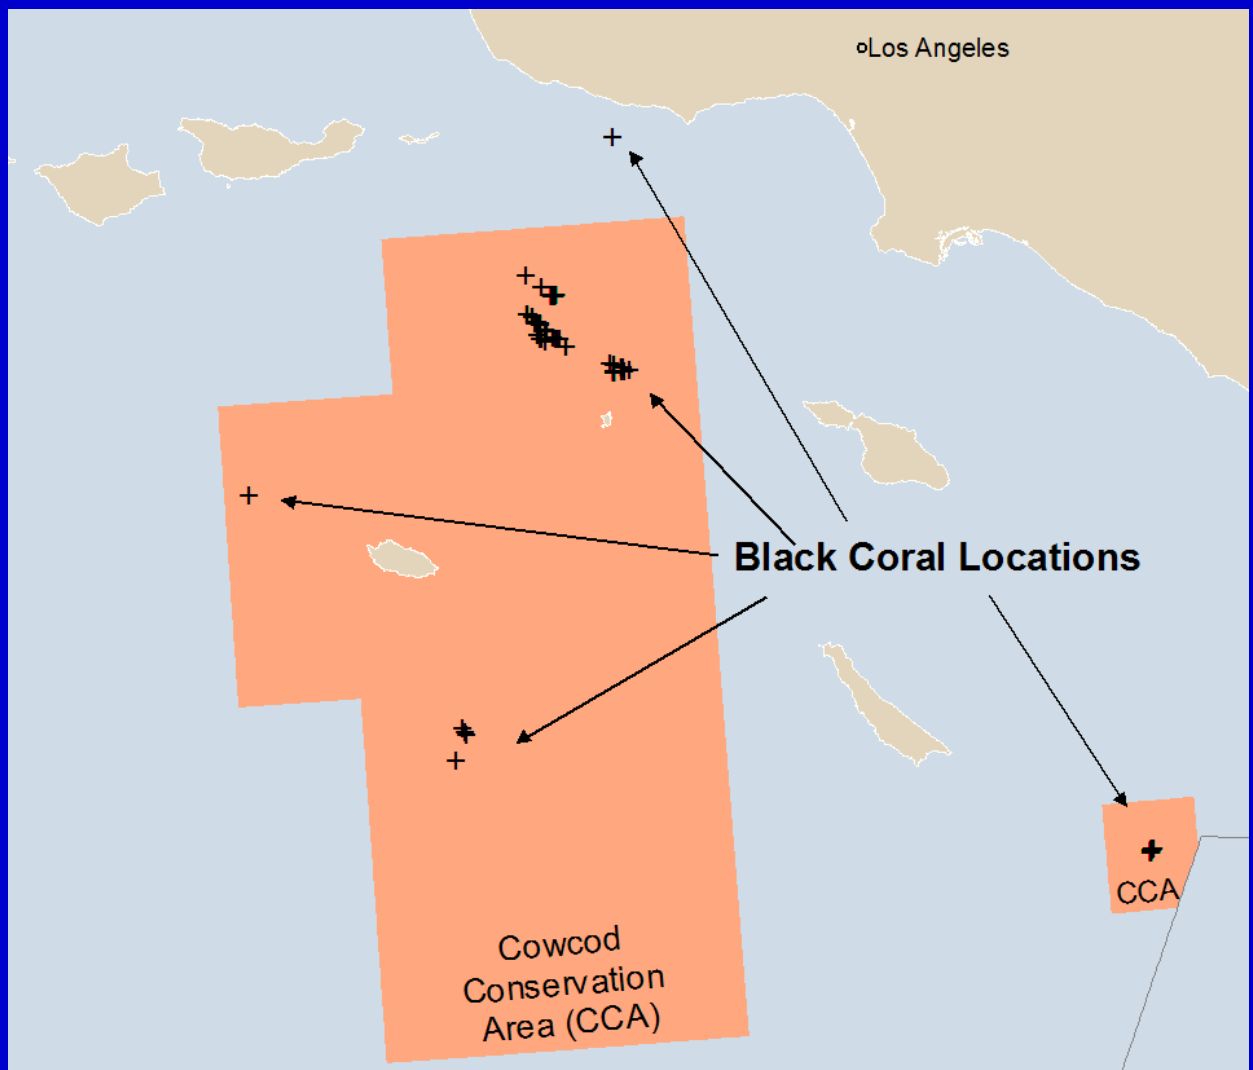 Los Angeles
Black Coral Locations
CCA
Cowcod
Conservation
Area (CCA)